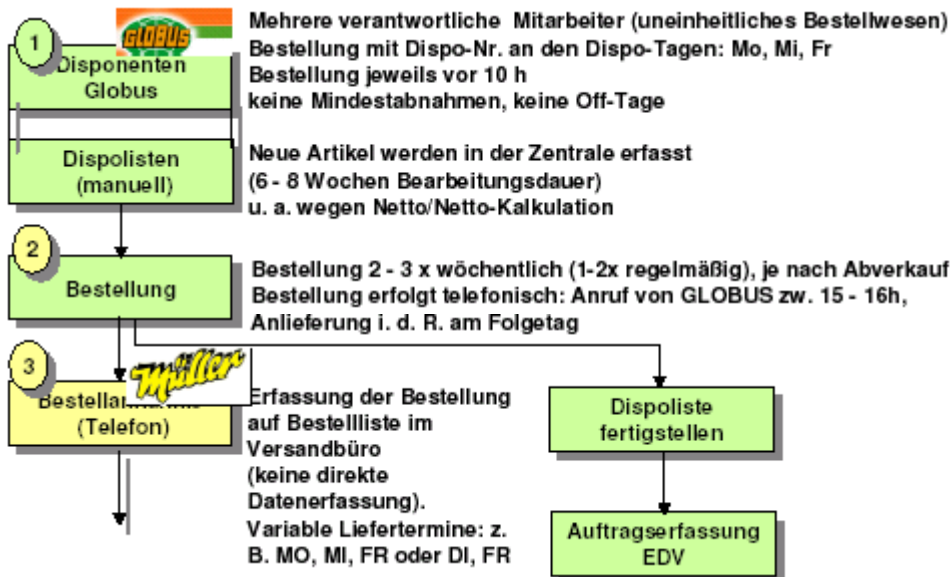 1
GLOBUS
Disponenten
Globus
Mehrere verantwortliche Mitarbeiter (uneinheitliches Bestellwesen)
Bestellung mit Dispo-Nr. an den Dispo-Tagen: Mo, Mi, Fr
Bestellung jeweils vor 10 h
keine Mindestabnahmen, keine Off-Tage
Dispolisten
(manuell)
Neue Artikel werden in der Zentrale erfasst
(6 - 8 Wochen Bearbeitungsdauer)
u. a. wegen Netto/Netto-Kalkulation
2
Bestellung
Bestellung 2 - 3 x wöchentlich (1-2x regelmäßig), je nach Abverkauf
Bestellung erfolgt telefonisch: Anruf von GLOBUS zw. 15 - 16h,
Anlieferung i. d. R. am Folgetag
3
Müller
(Telefon)
Erfassung der Bestellung
auf Bestellliste im
Versandbüro
(keine direkte
Datenerfassung).
Variable Liefertermine: z.
B. MO, MI, FR oder DI, FR
Dispoliste
fertigstellen
Auftragserfassung
EDV